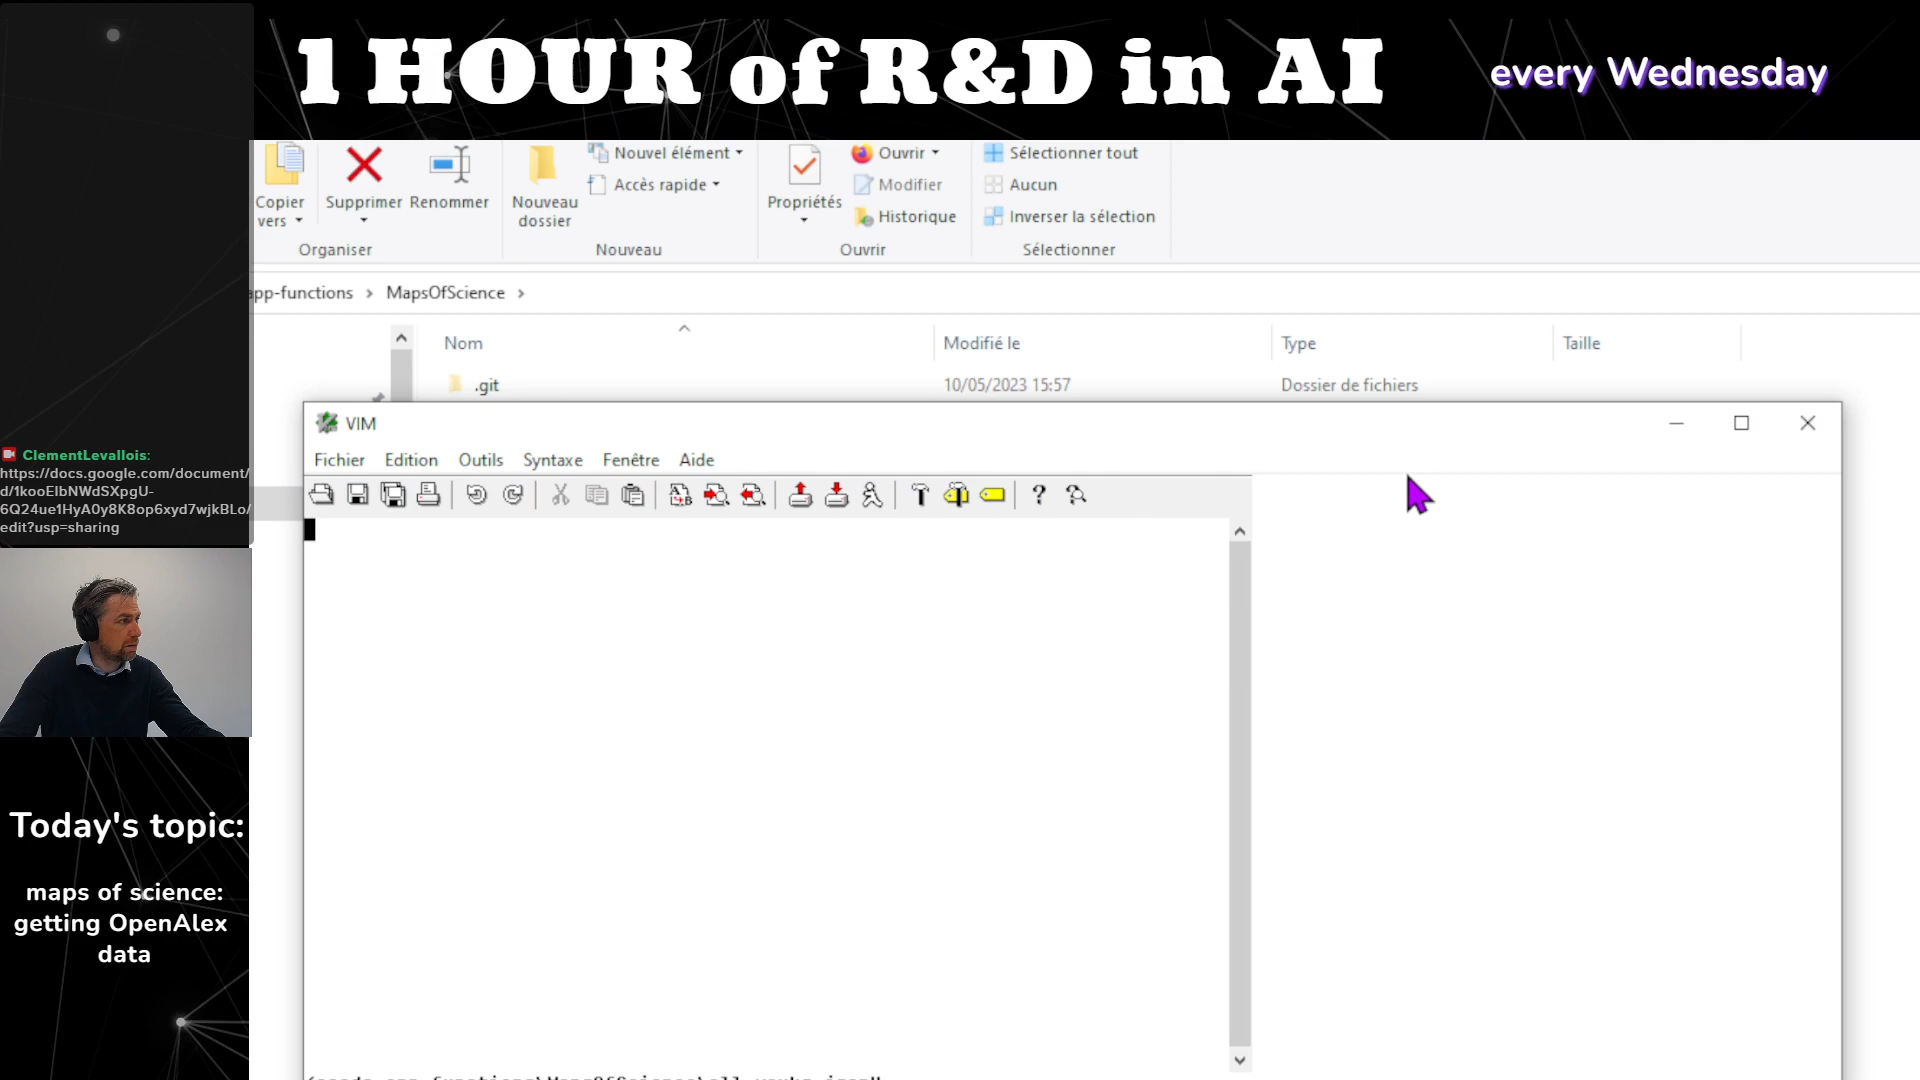 1 HOUR of R&D in AI
every Wednesday
Copier
vers
Supprimer
Renommer
Organiser
Nouveau
dossier
Nouvel élément
Accès rapide
Nouveau
Propriétés
Ouvrir
Modifier
Historique
Ouvrir
Sélectionner tout
Aucun
Inverser la sélection
Sélectionner
app-functions > MapsOfScience >
Nom
Modifié le
Type
Taille
.git
10/05/2023 15:57
Dossier de fichiers
VIM
Fichier Edition Outils Syntaxe Fenêtre Aide
ClementLevallois:
https://docs.google.com/document/
d/1kooElbNWdSXpgU-
6Q24ue1HyA0y8K8op6xyd7wjkBLo/
edit?usp=sharing
Today's topic:
maps of science:
getting OpenAlex
data